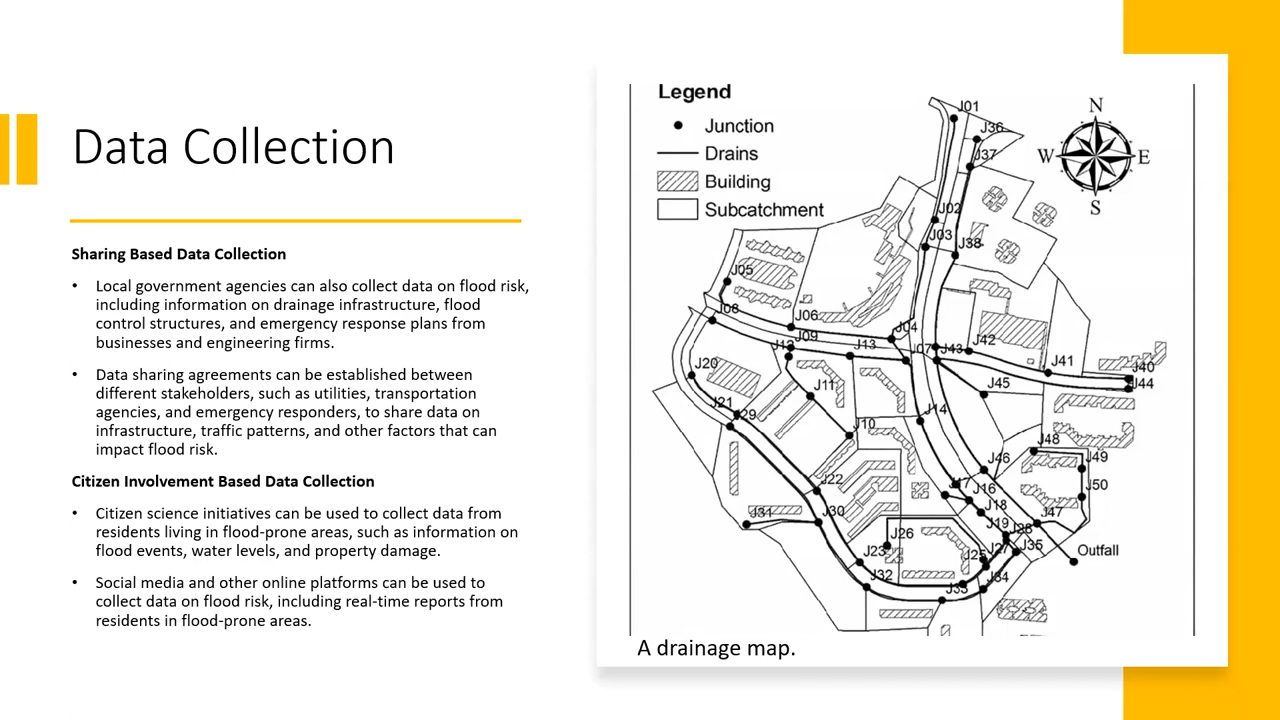 Data Collection
Sharing Based Data Collection
• Local government agencies can also collect data on flood risk,
including information on drainage infrastructure, flood
control structures, and emergency response plans from
businesses and engineering firms.
• Data sharing agreements can be established between
different stakeholders, such as utilities, transportation
agencies, and emergency responders, to share data on
infrastructure, traffic patterns, and other factors that can
impact flood risk.
Citizen Involvement Based Data Collection
• Citizen science initiatives can be used to collect data from
residents living in flood-prone areas, such as information on
flood events, water levels, and property damage.
• Social media and other online platforms can be used to
collect data on flood risk, including real-time reports from
residents in flood-prone areas.
Legend
Junction
Drains
Building
Subcatchment
N
W
E
S
J01
J36
J37
J02
J03
J38
J05
J06
J04
J09
J13
J07
J43
J42
J41
J40
J44
J20
J11
J45
J21
J29
J14
J10
J48
J49
J46
J50
J22
J16
J18
J31
J30
J47
J19
J26
J35
J23
J27
J25
Outfall
J32
J34
J33
A drainage map.